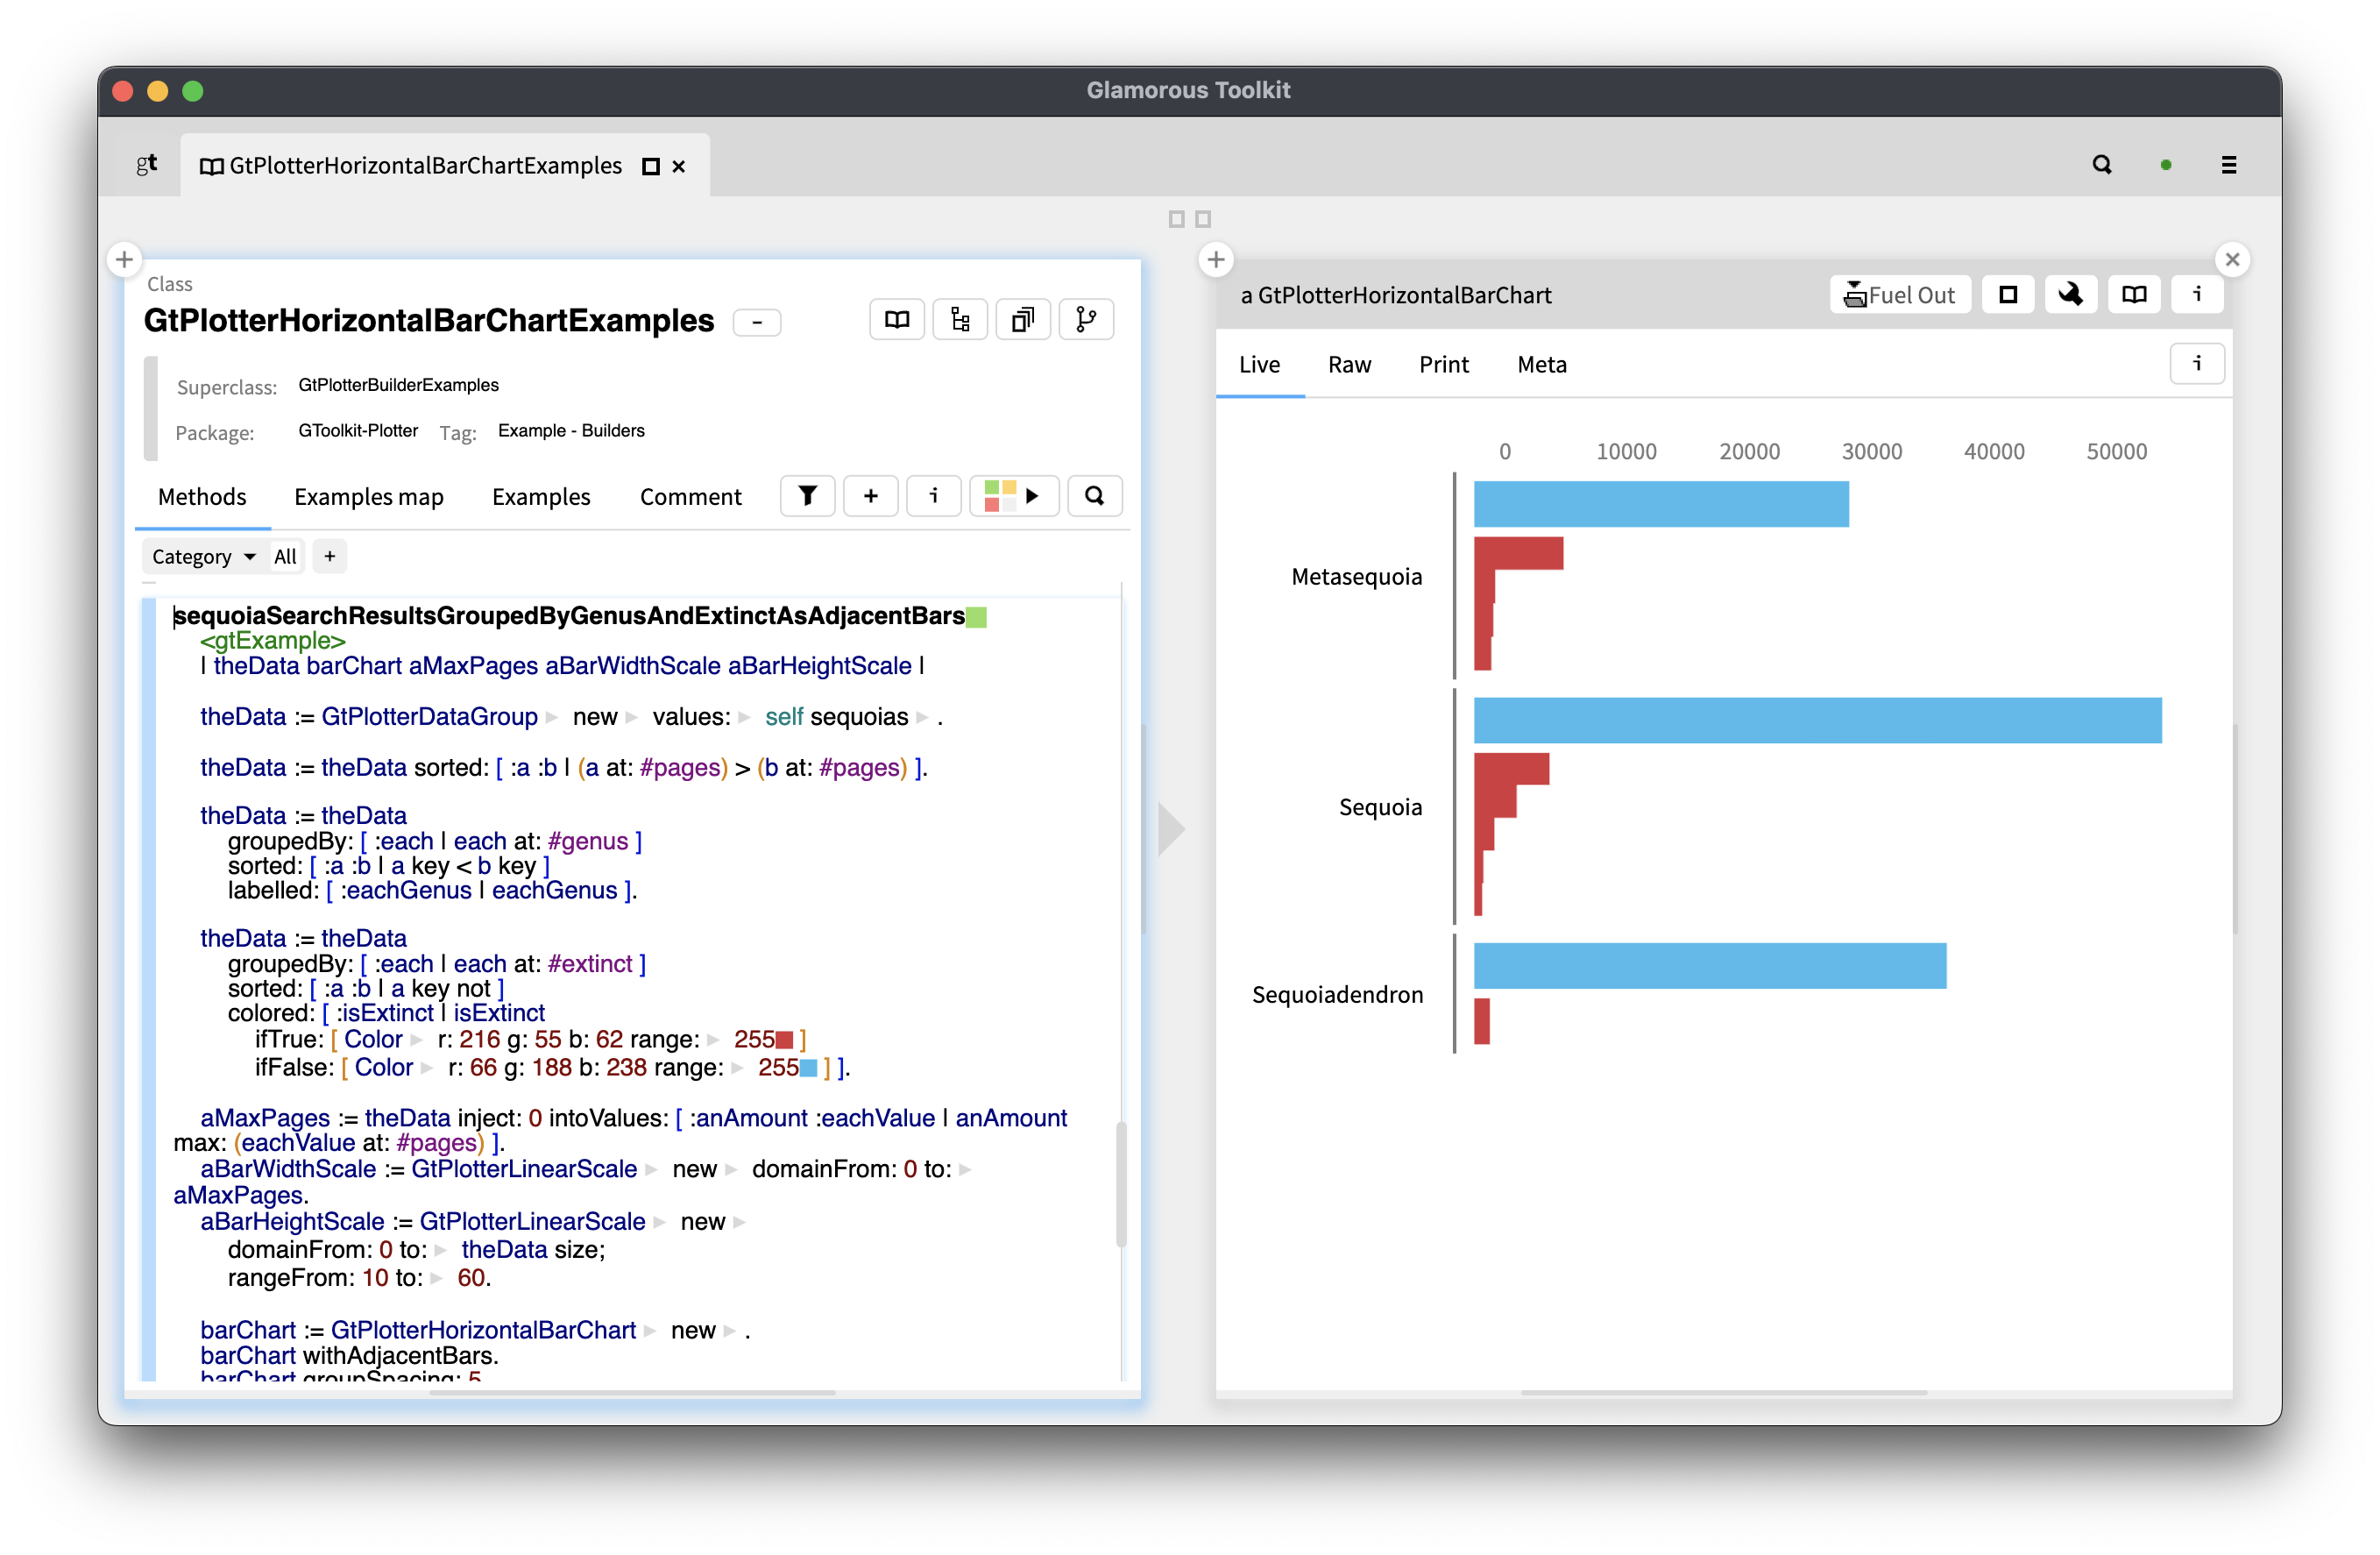 Glamorous Toolkit
gt
GtPlotterHorizontalBarChartExamples
Class
GtPlotterHorizontalBarChartExamples
Superclass: GtPlotterBuilderExamples
Package: GToolkit-Plotter Tag: Example - Builders
Methods Examples map Examples Comment
Category All +
sequoiaSearchResultsGroupedByGenusAndExtinctAsAdjacentBars
<gtExample>
| theData barChart aMaxPages aBarWidthScale aBarHeightScale |
theData := GtPlotterDataGroup new values: self sequoias .
theData := theData sorted: [ :a :b | (a at: #pages) > (b at: #pages) ].
theData := theData
groupedBy: [ :each | each at: #genus ]
sorted: [ :a :b | a key < b key ]
labelled: [ :eachGenus | eachGenus ].
theData := theData
groupedBy: [ :each | each at: #extinct ]
sorted: [ :a :b | a key not ]
colored: [ :isExtinct | isExtinct
ifTrue: [ Color r: 216 g: 55 b: 62 range: 255 ]
ifFalse: [ Color r: 66 g: 188 b: 238 range: 255 ] ].
aMaxPages := theData inject: 0 intoValues: [ :anAmount :eachValue | anAmount
max: (eachValue at: #pages) ].
aBarWidthScale := GtPlotterLinearScale new domainFrom: 0 to:
aMaxPages.
aBarHeightScale := GtPlotterLinearScale new
domainFrom: 0 to: theData size;
rangeFrom: 10 to: 60.
barChart := GtPlotterHorizontalBarChart new .
barChart withAdjacentBars.
barChart groupSpacing: 5
a GtPlotterHorizontalBarChart
Fuel Out
i
Live Raw Print Meta
i
0 10000 20000 30000 40000 50000
Metasequoia
Sequoia
Sequoiadendron